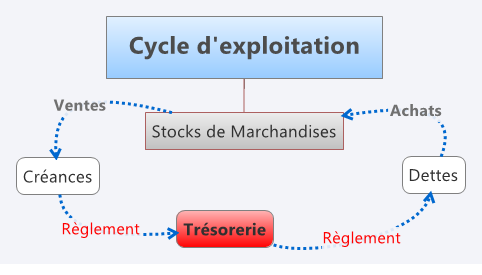 Cycle d'exploitation
Ventes
Achats
Stocks de Marchandises
Créances
Dettes
Règlement
Trésorerie
Règlement